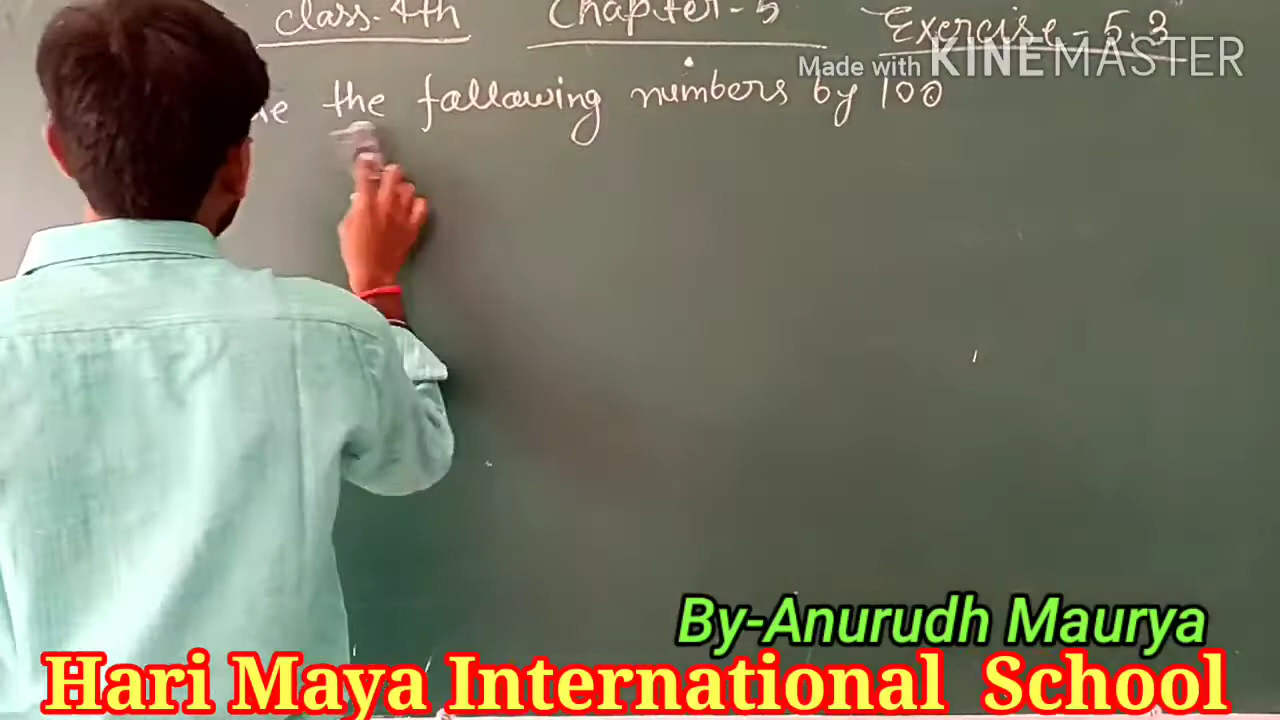 Class-4th Chapter-5 Exercise-5.3
Made with KINEMASTER
the following numbers by 100
By-Anurudh Maurya
Hari Maya International School